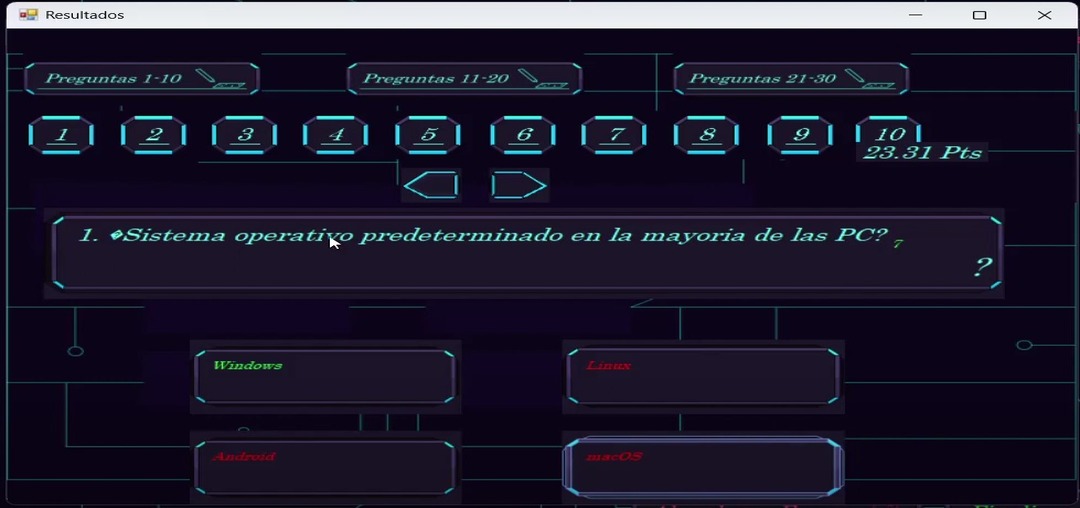 Resultados
Preguntas 1-10 Preguntas 11-20 Preguntas 21-30
1 2 3 4 5 6 7 8 9 10
23.31 Pts
1. �Sistema operativo predeterminado en la mayoria de las PC?
7
?
Windows Linux
Android macOS